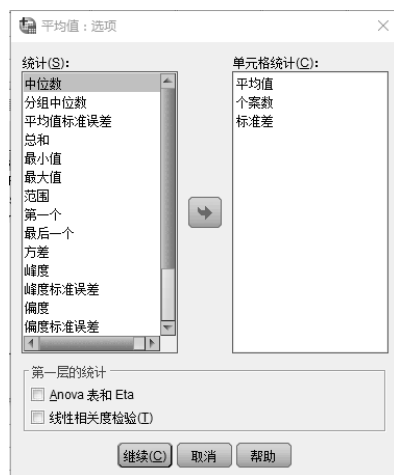 平均值：选项
统计(S):
中位数
分组中位数
平均值标准误差
总和
最小值
最大值
范围
第一个
最后一个
方差
峰度
峰度标准误差
偏度
偏度标准误差
单元格统计(C):
平均值
个案数
标准差
第一层的统计
Anova 表和 Eta
线性相关度检验(T)
继续(C) 取消 帮助